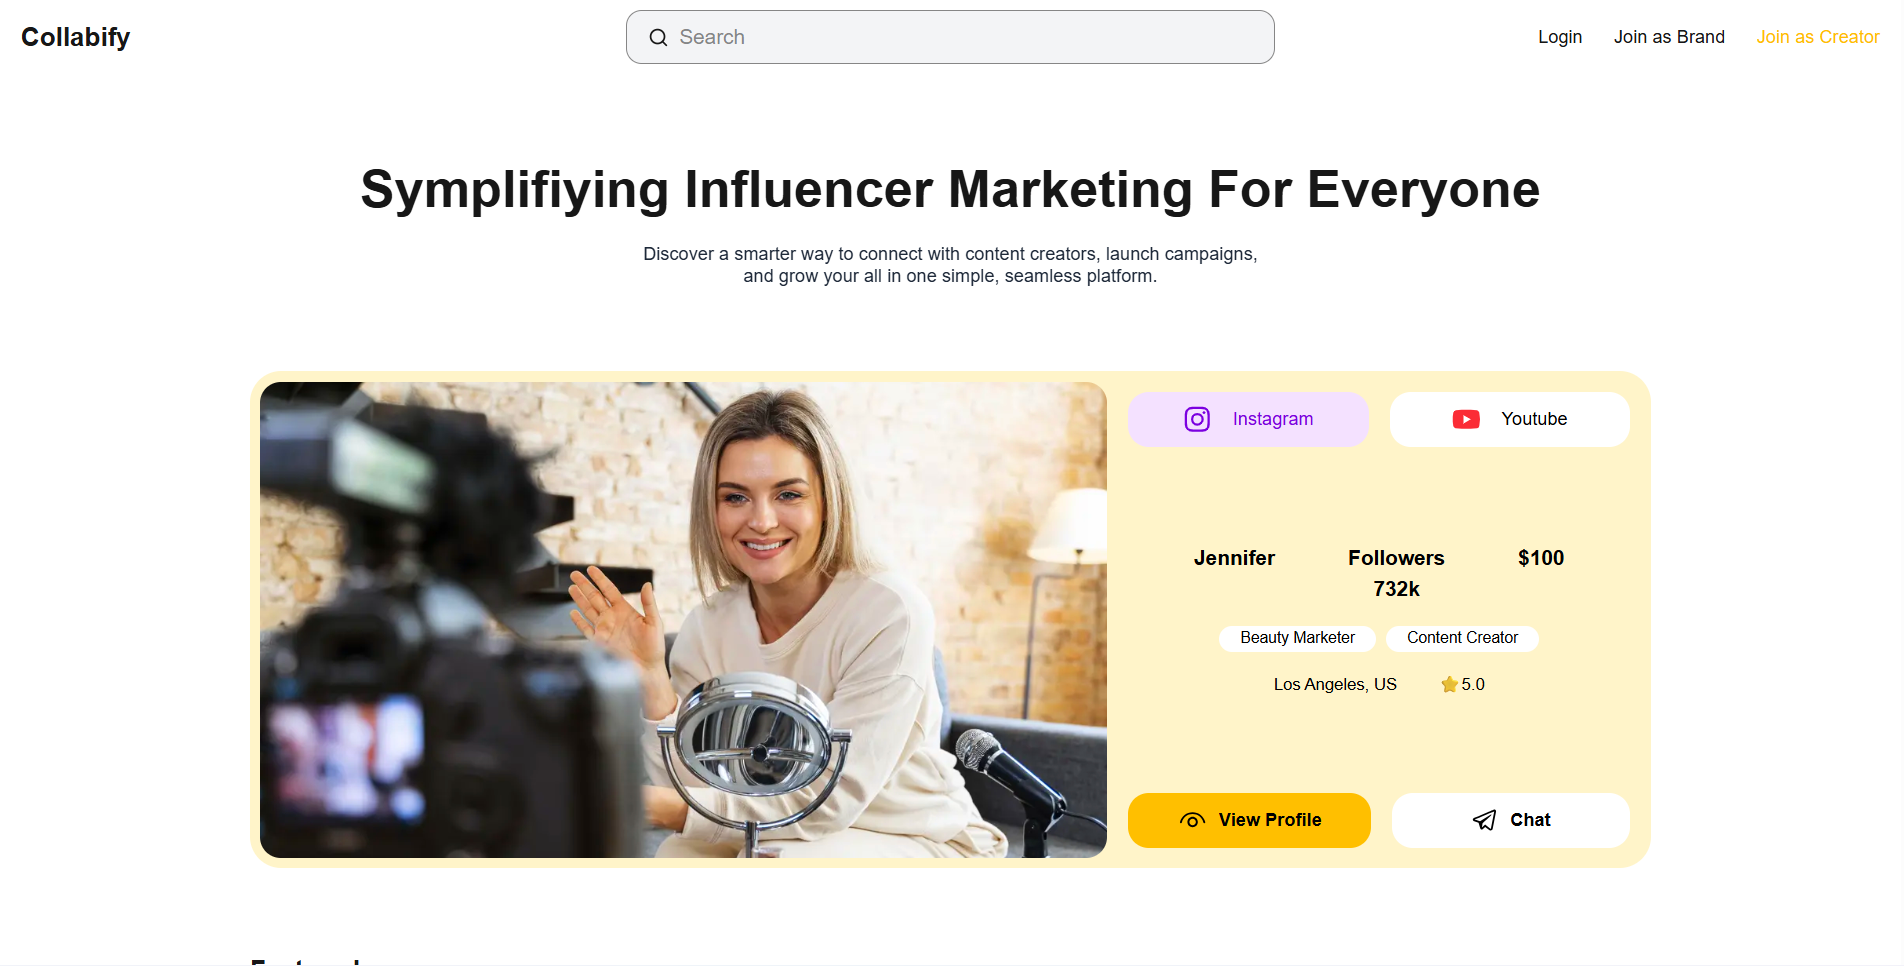 Collabify
Search
Login
Join as Brand
Join as Creator
Symplifiying Influencer Marketing For Everyone
Discover a smarter way to connect with content creators, launch campaigns,
and grow your all in one simple, seamless platform.
Instagram
Youtube
Jennifer
Followers
732k
$100
Beauty Marketer
Content Creator
Los Angeles, US
5.0
View Profile
Chat